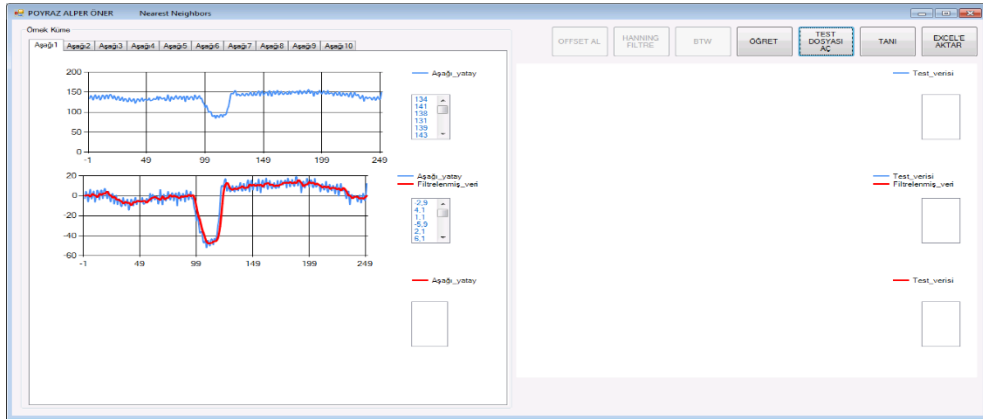 POYRAZ ALPER ÖNER Nearest Neighbors
Örnek Küme
Aşağı1 Aşağı2 Aşağı3 Aşağı4 Aşağı5 Aşağı6 Aşağı7 Aşağı8 Aşağı9 Aşağı10
OFFSET AL
HANNING
FILTRE
BTW
ÖĞRET
TEST
DOSYASI
AÇ
TANI
EXCEL'E
AKTAR
200
150
100
50
0
-1 49 99 149 199 249
Aşağı_yatay
134
141
138
131
139
143
20
0
-20
-40
-60
-1 49 99 149 199 249
Aşağı_yatay
Filtrelenmiş_veri
-2,9
4,1
1,1
-5,9
2,1
6,1
Aşağı_yatay
Test_verisi
Test_verisi
Filtrelenmiş_veri
Test_verisi